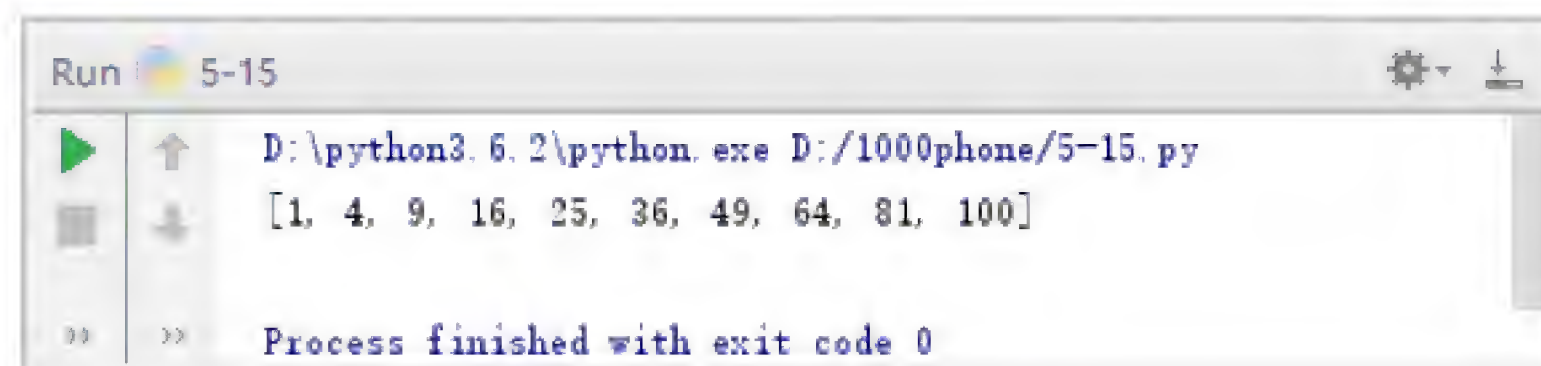 Run 5-15
D:\python3.6.2\python.exe D:/1000phone/5-15.py
[1, 4, 9, 16, 25, 36, 49, 64, 81, 100]
Process finished with exit code 0